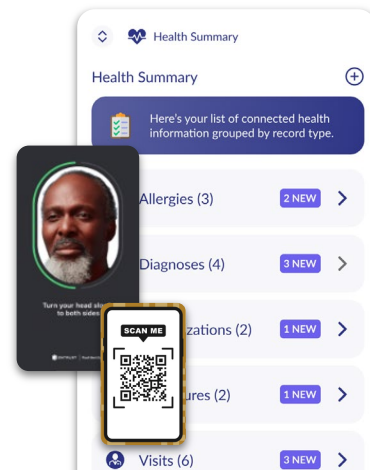 Health Summary
Health Summary
Here's your list of connected health
information grouped by record type.
Allergies (3)
2 NEW
Diagnoses (4)
3 NEW
Turn your head
to both sides
SCAN ME
zations (2)
1 NEW
ures (2)
1 NEW
Visits (6)
3 NEW